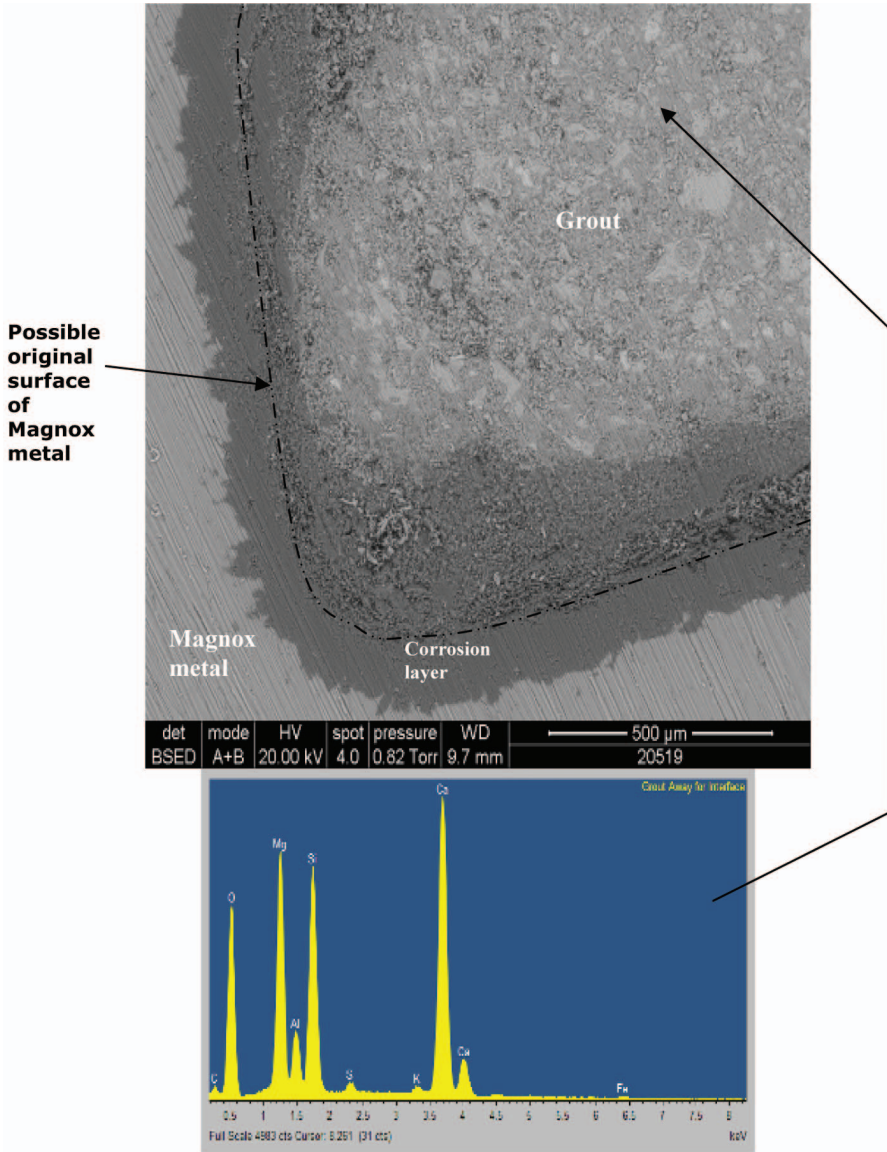 Grout
Possible
original
surface
of
Magnox
metal
Magnox
metal
Corrosion
layer
det mode HV spot pressure WD 500 µm
BSED A+B 20.00 kV 4.0 0.82 Torr 9.7 mm 20519
Grout Away for Interface
Ca
Mg
Si
O
Al
Ca
C
S
K
Fe
0.5 1 1.5 2 2.5 3 3.5 4 4.5 5 5.5 6 6.5 7 7.5 8
Full Scale 4983 cts Cursor: 8.261 (31 cts) keV